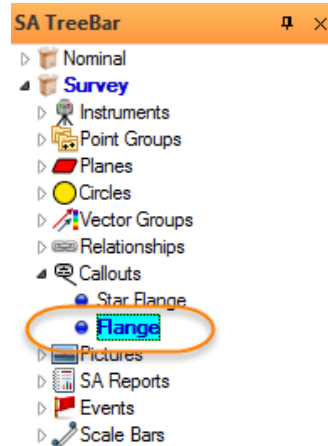 SA TreeBar
Nominal
Survey
Instruments
Point Groups
Planes
Circles
Vector Groups
Relationships
Callouts
Star Flange
Flange
Pictures
SA Reports
Events
Scale Bars